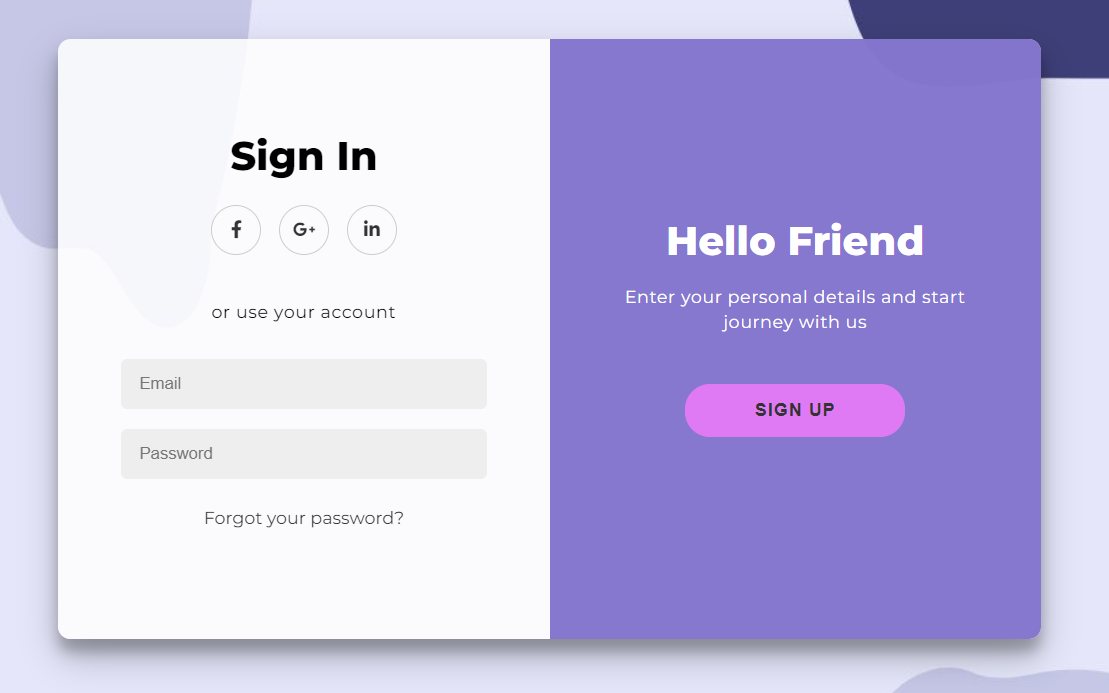 Sign In
f
G+
in
or use your account
Email
Password
Forgot your password?
Hello Friend
Enter your personal details and start
journey with us
SIGN UP